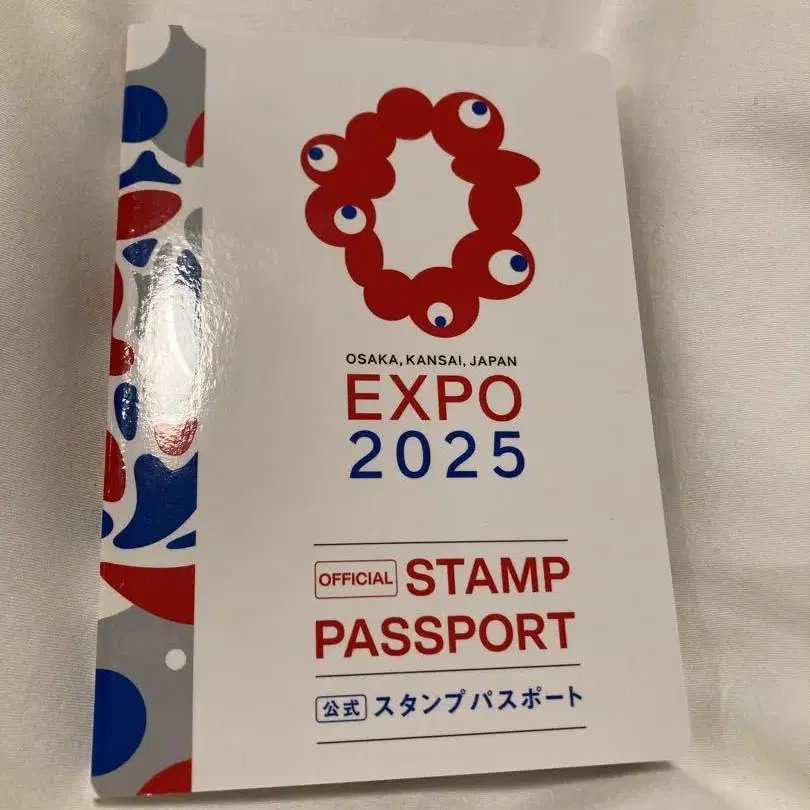 OSAKA, KANSAI, JAPAN
EXPO
2025
OFFICIAL STAMP
PASSPORT
公式 スタンプパスポート